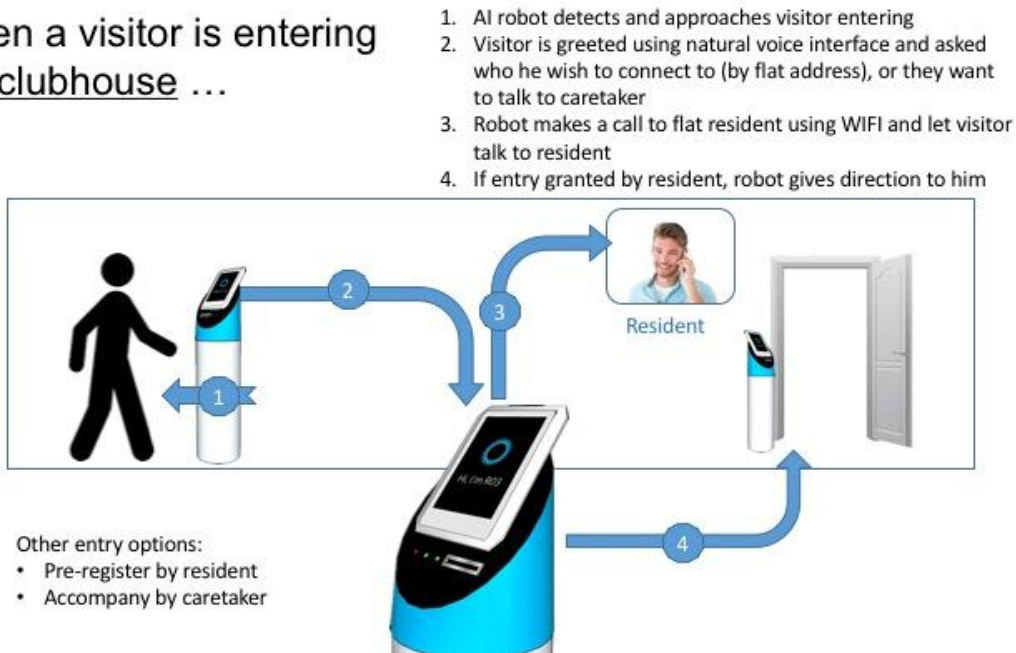 en a visitor is entering
clubhouse ...
1. AI robot detects and approaches visitor entering
2. Visitor is greeted using natural voice interface and asked
who he wish to connect to (by flat address), or they want
to talk to caretaker
3. Robot makes a call to flat resident using WIFI and let visitor
talk to resident
4. If entry granted by resident, robot gives direction to him
2
3
Resident
1
Hi, I'm R03
4
Other entry options:
• Pre-register by resident
• Accompany by caretaker